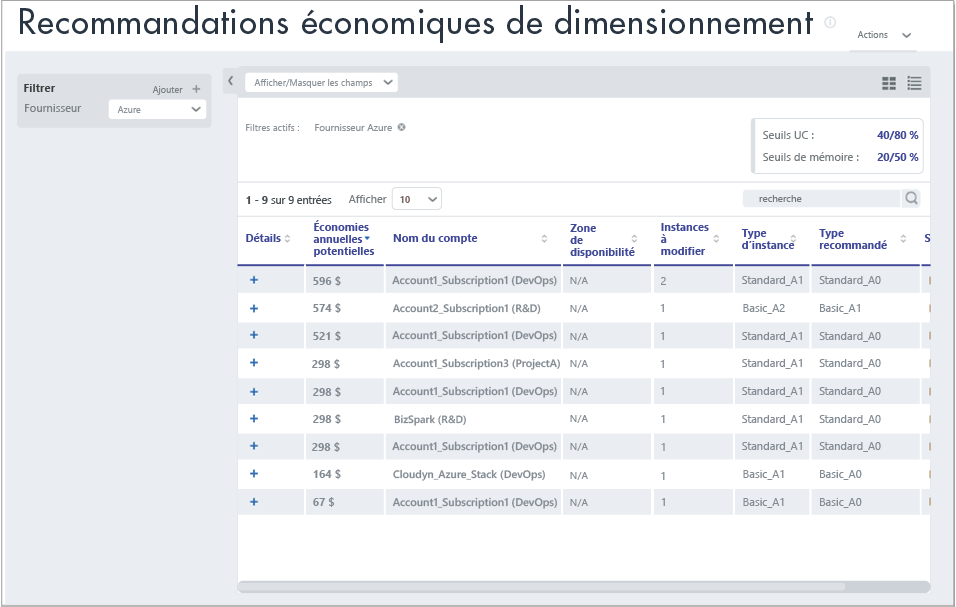 Recommandations économiques de dimensionnement
Actions
Filtrer
Ajouter +
Fournisseur
Azure
Afficher/Masquer les champs
Filtres actifs : Fournisseur Azure
Seuils UC : 40/80 %
Seuils de mémoire : 20/50 %
1 - 9 sur 9 entrées Afficher 10
recherche
Détails Économies annuelles potentielles Nom du compte Zone de disponibilité Instances à modifier Type d'instance Type recommandé S
+ 596 $ Account1_Subscription1 (DevOps) N/A 2 Standard_A1 Standard_A0
+ 574 $ Account2_Subscription1 (R&D) N/A 1 Basic_A2 Basic_A1
+ 521 $ Account1_Subscription1 (DevOps) N/A 1 Standard_A1 Standard_A0
+ 298 $ Account1_Subscription3 (ProjectA) N/A 1 Standard_A1 Standard_A0
+ 298 $ Account1_Subscription1 (DevOps) N/A 1 Standard_A1 Standard_A0
+ 298 $ BizSpark (R&D) N/A 1 Standard_A1 Standard_A0
+ 298 $ Account1_Subscription1 (DevOps) N/A 1 Standard_A1 Standard_A0
+ 164 $ Cloudyn_Azure_Stack (DevOps) N/A 1 Basic_A1 Basic_A0
+ 67 $ Account1_Subscription1 (DevOps) N/A 1 Basic_A1 Basic_A0